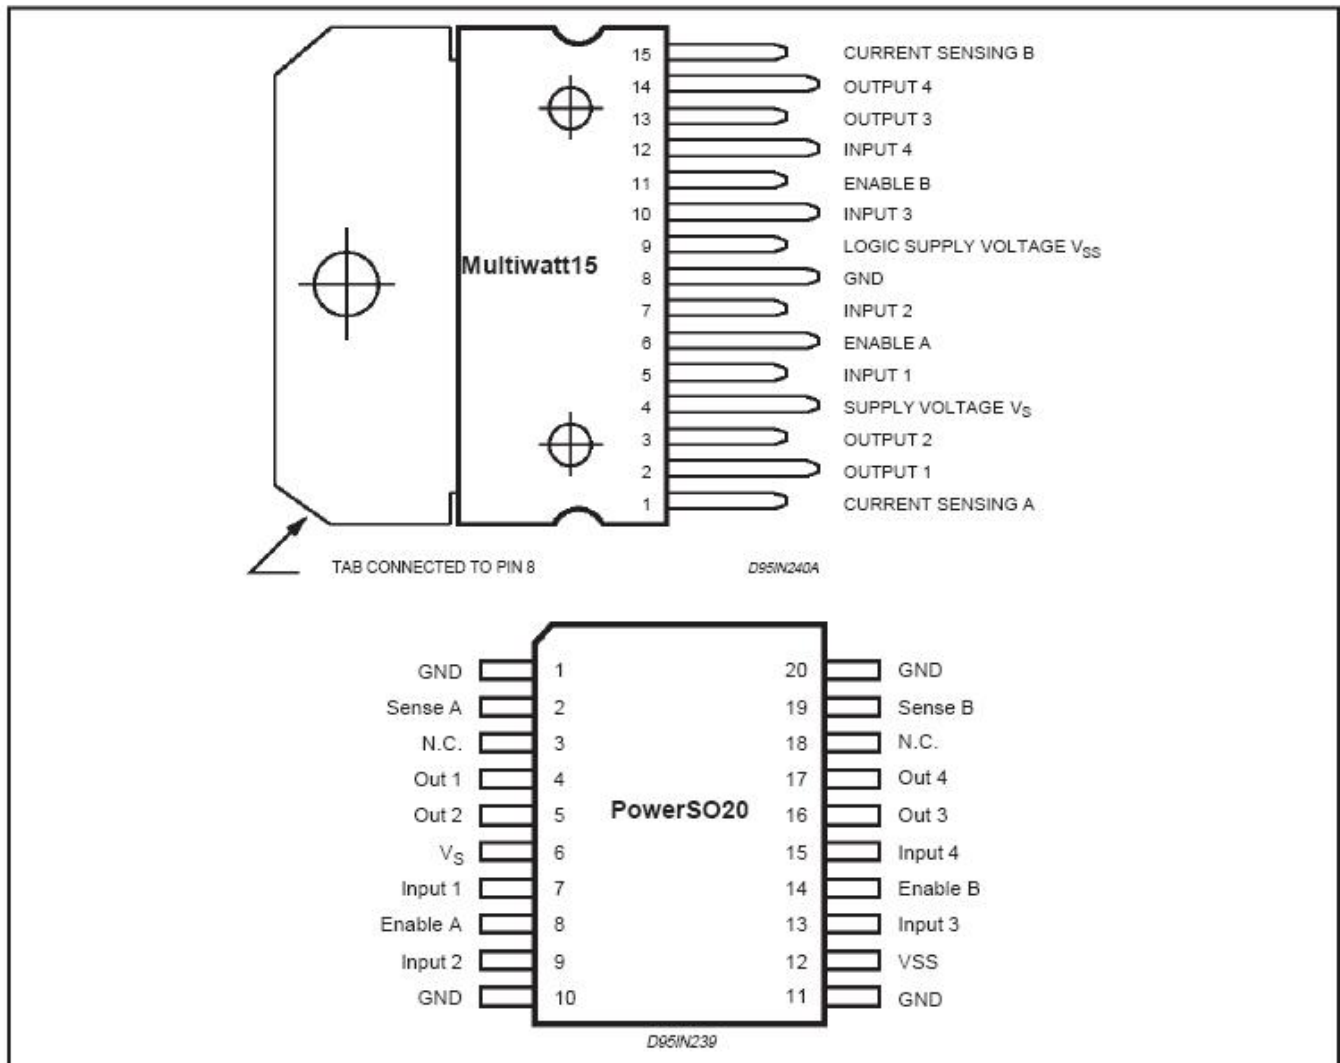 15 CURRENT SENSING B
14 OUTPUT 4
13 OUTPUT 3
12 INPUT 4
11 ENABLE B
10 INPUT 3
9 LOGIC SUPPLY VOLTAGE VSS
Multiwatt15
8 GND
7 INPUT 2
6 ENABLE A
5 INPUT 1
4 SUPPLY VOLTAGE VS
3 OUTPUT 2
2 OUTPUT 1
1 CURRENT SENSING A
TAB CONNECTED TO PIN 8
D95IN240A
GND 1 20 GND
Sense A 2 19 Sense B
N.C. 3 18 N.C.
Out 1 4 17 Out 4
PowerSO20
Out 2 5 16 Out 3
VS 6 15 Input 4
Input 1 7 14 Enable B
Enable A 8 13 Input 3
Input 2 9 12 VSS
GND 10 11 GND
D95IN239